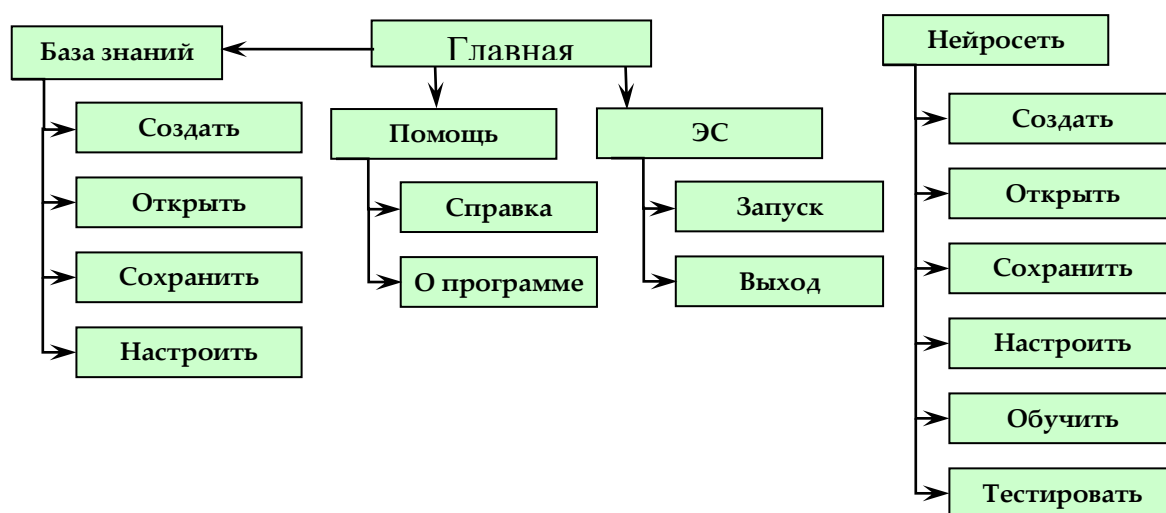 Главная
База знаний
Создать
Открыть
Сохранить
Настроить
Помощь
Справка
О программе
ЭС
Запуск
Выход
Нейросеть
Создать
Открыть
Сохранить
Настроить
Обучить
Тестировать